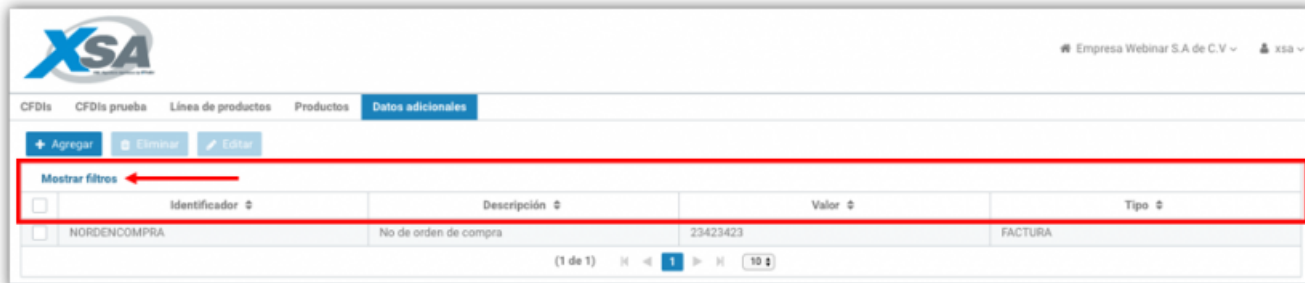 XSA
Empresa Webinar S.A de C.V xsa
CFDIs CFDIs prueba Línea de productos Productos Datos adicionales
Agregar Eliminar Editar
Mostrar filtros
Identificador Descripción Valor Tipo
NORDENCOMPRA No de orden de compra 23423423 FACTURA
(1 de 1) 1 10